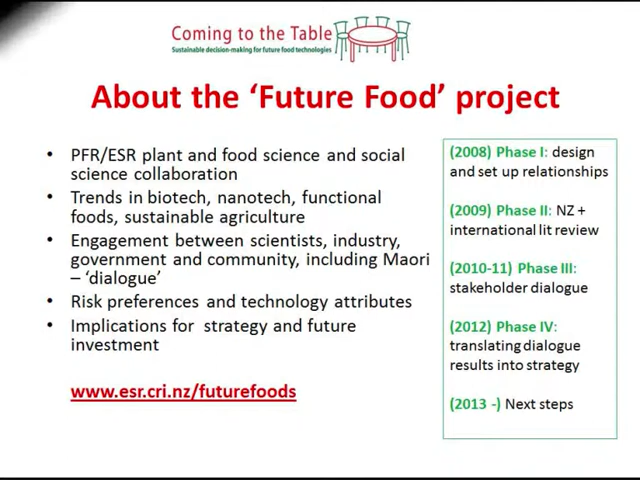 Coming to the Table
Sustainable decision-making for future food technologies
About the ‘Future Food’ project
• PFR/ESR plant and food science and social
science collaboration
• Trends in biotech, nanotech, functional
foods, sustainable agriculture
• Engagement between scientists, industry,
government and community, including Maori
– ‘dialogue’
• Risk preferences and technology attributes
• Implications for strategy and future
investment
www.esr.cri.nz/futurefoods
(2008) Phase I: design
and set up relationships
(2009) Phase II: NZ +
international lit review
(2010-11) Phase III:
stakeholder dialogue
(2012) Phase IV:
translating dialogue
results into strategy
(2013 -) Next steps